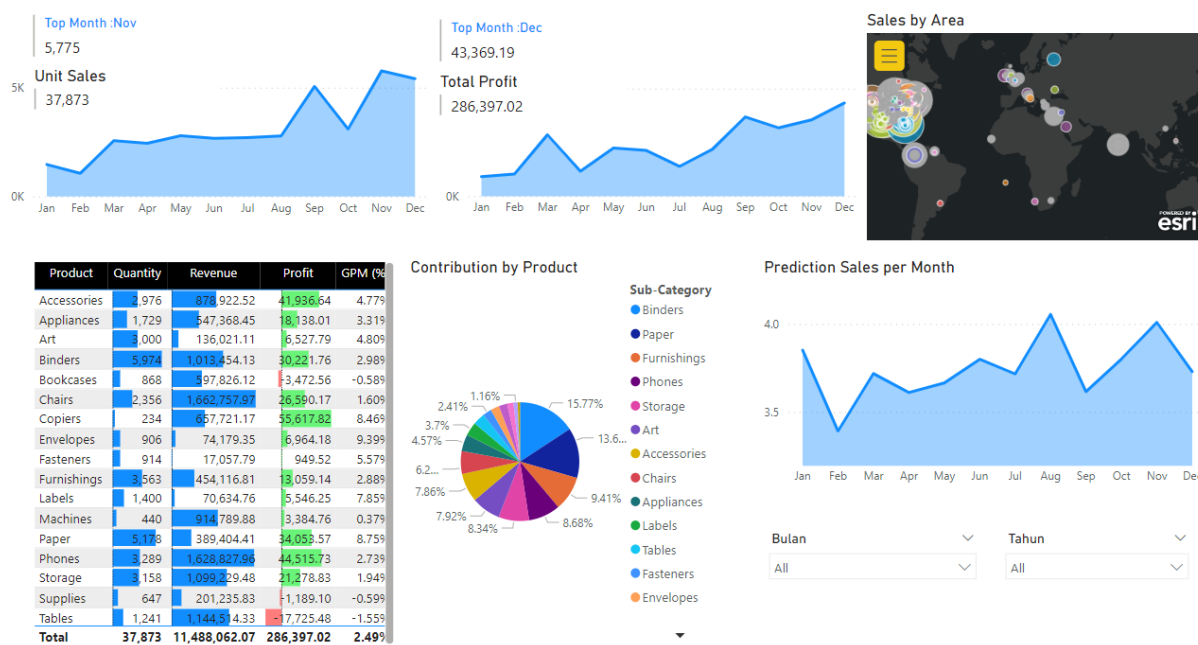 Top Month :Nov
5,775
Unit Sales
37,873
5K
0K
Jan Feb Mar Apr May Jun Jul Aug Sep Oct Nov Dec
Top Month :Dec
43,369.19
Total Profit
286,397.02
0K
Jan Feb Mar Apr May Jun Jul Aug Sep Oct Nov Dec
Sales by Area
POWERED BY
esri
Product Quantity Revenue Profit GPM (%
Accessories 2,976 878,922.52 41,936.64 4.77%
Appliances 1,729 547,368.45 18,138.01 3.31%
Art 3,000 136,021.11 6,527.79 4.80%
Binders 5,974 1,013,454.13 30,221.76 2.98%
Bookcases 868 597,826.12 -3,472.56 -0.58%
Chairs 2,356 1,662,757.97 26,590.17 1.60%
Copiers 234 657,721.17 55,617.82 8.46%
Envelopes 906 74,179.35 6,964.18 9.39%
Fasteners 914 17,057.79 949.52 5.57%
Furnishings 3,563 454,116.81 13,059.14 2.88%
Labels 1,400 70,634.76 5,546.25 7.85%
Machines 440 914,789.88 3,384.76 0.37%
Paper 5,178 389,404.41 34,053.57 8.75%
Phones 3,289 1,628,827.96 44,515.73 2.73%
Storage 3,158 1,099,229.48 21,278.83 1.94%
Supplies 647 201,235.83 -1,189.10 -0.59%
Tables 1,241 1,144,514.33 -17,725.48 -1.55%
Total 37,873 11,488,062.07 286,397.02 2.49%
Contribution by Product
15.77%
13.6...
9.41%
8.68%
8.34%
7.92%
7.86%
6.2...
4.57%
3.7%
2.41%
1.16%
Sub-Category
Binders
Paper
Furnishings
Phones
Storage
Art
Accessories
Chairs
Appliances
Labels
Tables
Fasteners
Envelopes
Prediction Sales per Month
4.0
3.5
Jan Feb Mar Apr May Jun Jul Aug Sep Oct Nov De
Bulan
All
Tahun
All